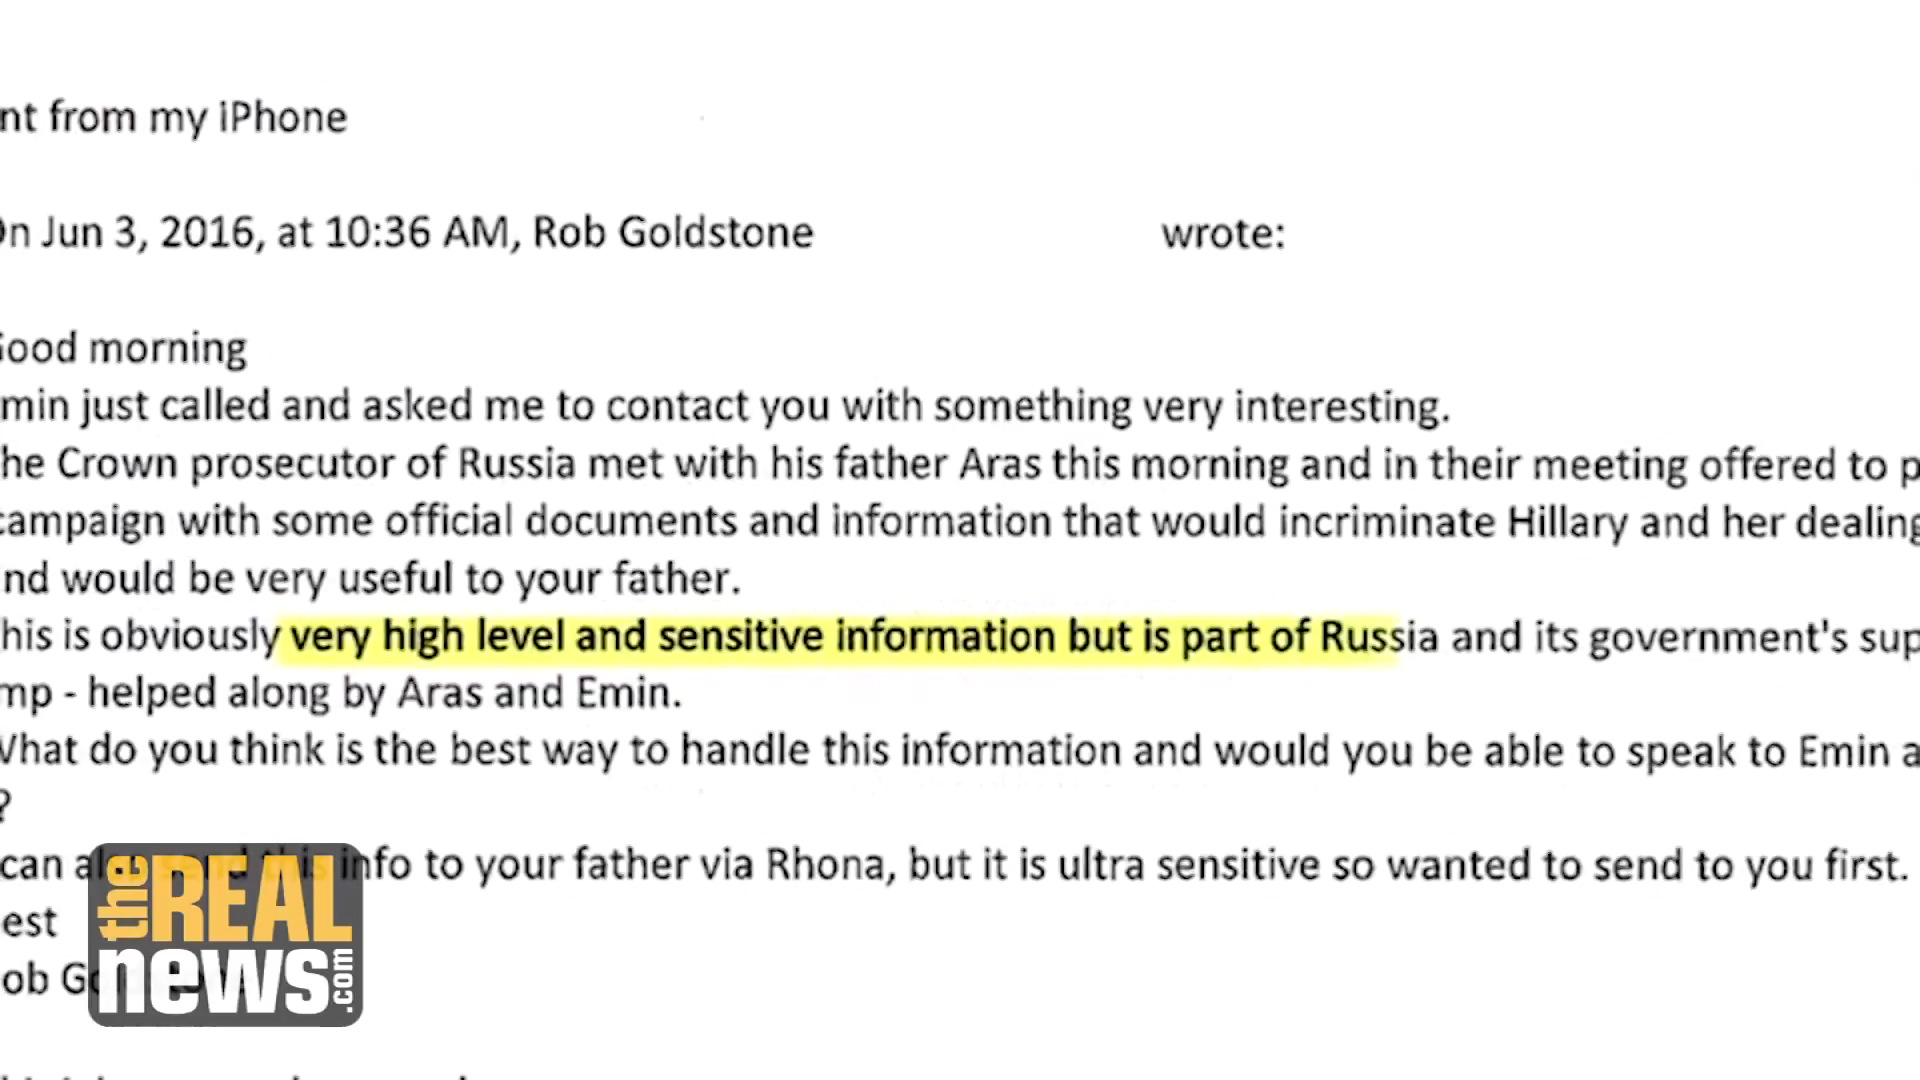 nt from my iPhone
On Jun 3, 2016, at 10:36 AM, Rob Goldstone wrote:
Good morning
min just called and asked me to contact you with something very interesting.
he Crown prosecutor of Russia met with his father Aras this morning and in their meeting offered to p
campaign with some official documents and information that would incriminate Hillary and her dealing
nd would be very useful to your father.
his is obviously very high level and sensitive information but is part of Russia and its government's sup
mp - helped along by Aras and Emin.
What do you think is the best way to handle this information and would you be able to speak to Emin a
?
can also send this info to your father via Rhona, but it is ultra sensitive so wanted to send to you first.
est
ob Goldstone
the REAL
news.com